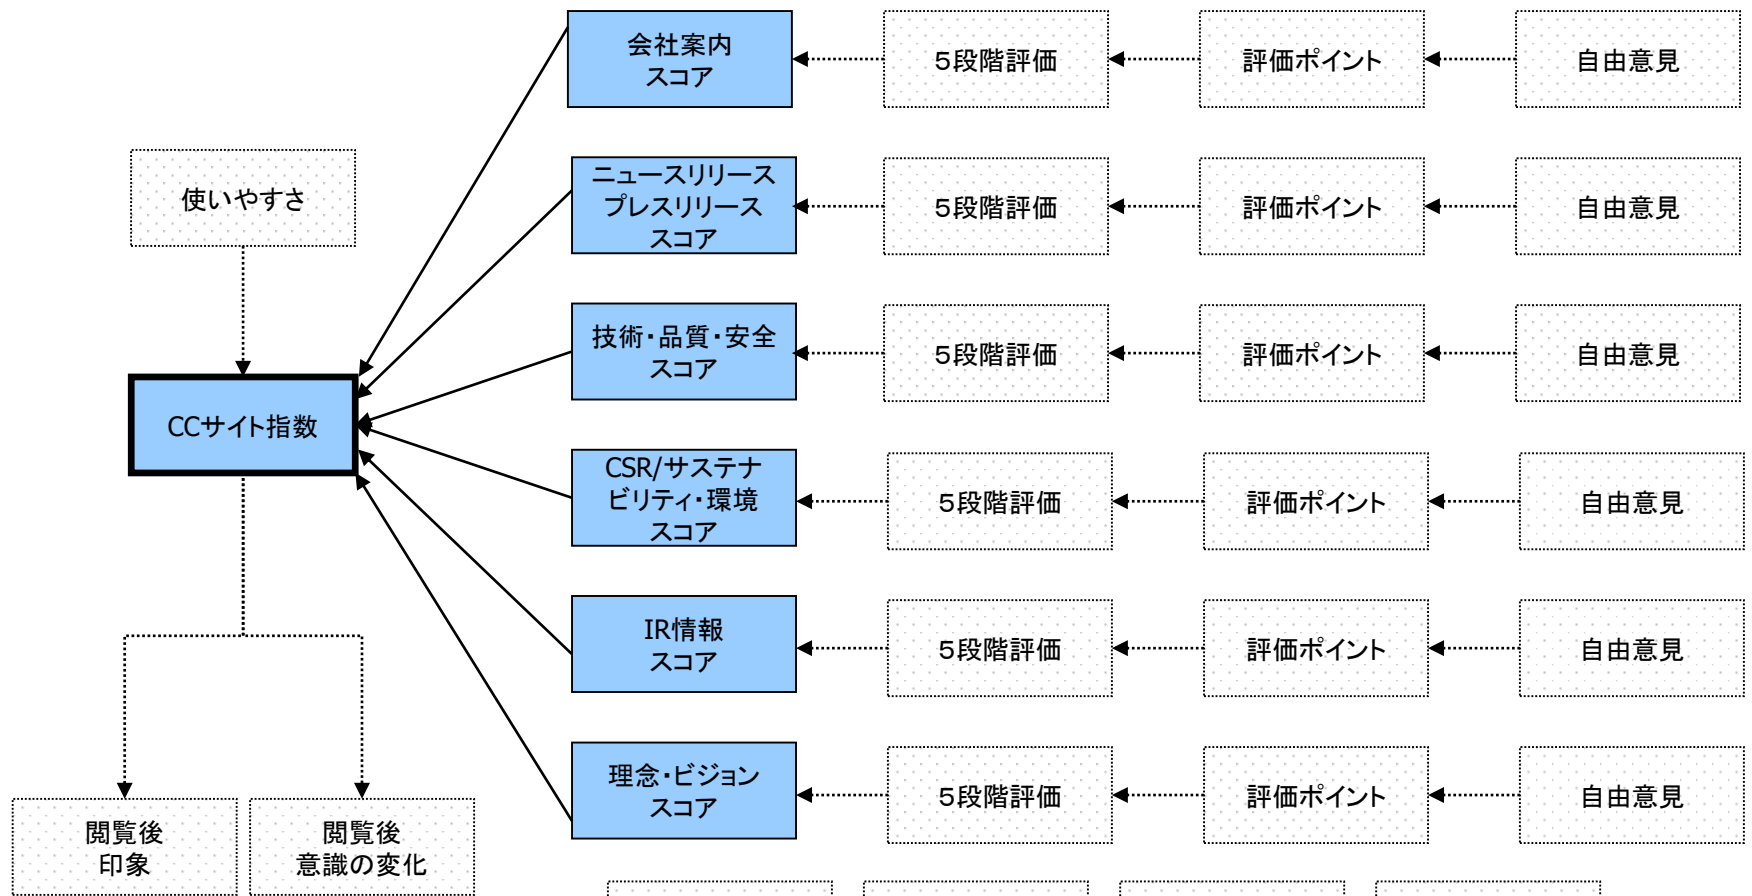 会社案内
スコア
5段階評価
評価ポイント
自由意見
使いやすさ
ニュースリリース
プレスリリース
スコア
5段階評価
評価ポイント
自由意見
技術・品質・安全
スコア
5段階評価
評価ポイント
自由意見
CCサイト指数
CSR/サステナ
ビリティ・環境
スコア
5段階評価
評価ポイント
自由意見
IR情報
スコア
5段階評価
評価ポイント
自由意見
理念・ビジョン
スコア
5段階評価
評価ポイント
自由意見
閲覧後
印象
閲覧後
意識の変化